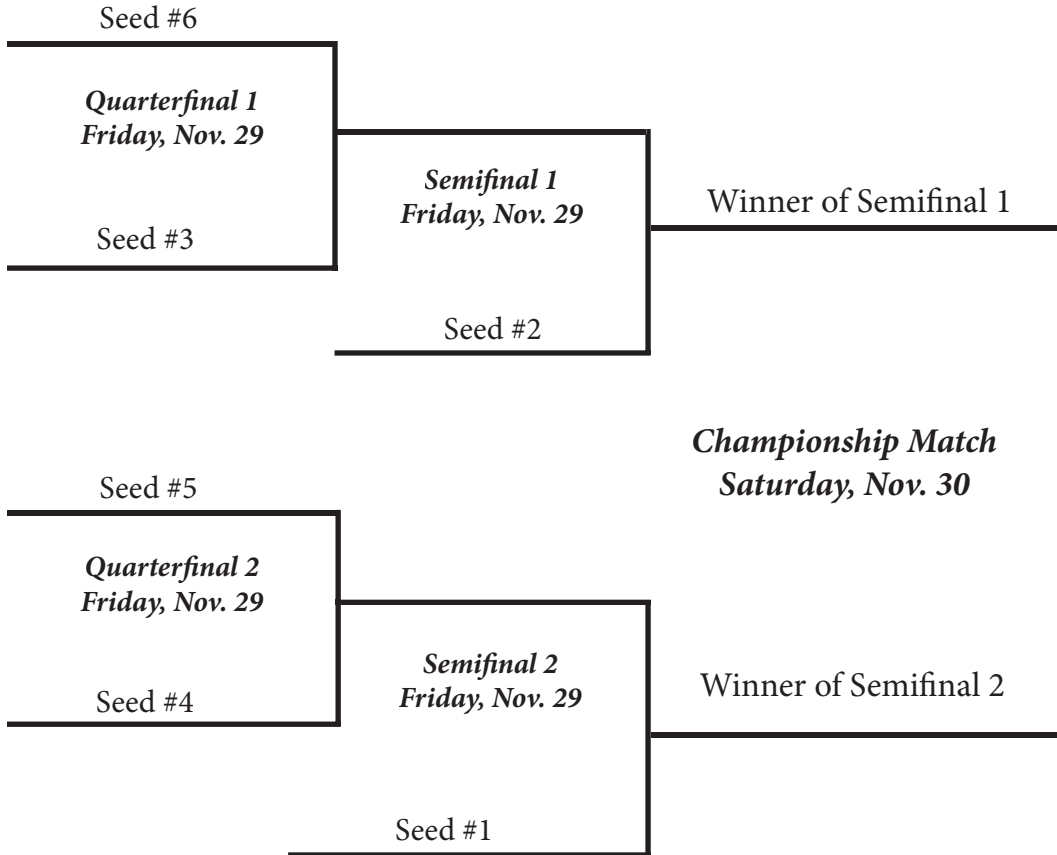 Seed #6
Quarterfinal 1
Friday, Nov. 29
Seed #3
Semifinal 1
Friday, Nov. 29
Seed #2
Winner of Semifinal 1
Championship Match
Saturday, Nov. 30
Seed #5
Quarterfinal 2
Friday, Nov. 29
Seed #4
Semifinal 2
Friday, Nov. 29
Seed #1
Winner of Semifinal 2